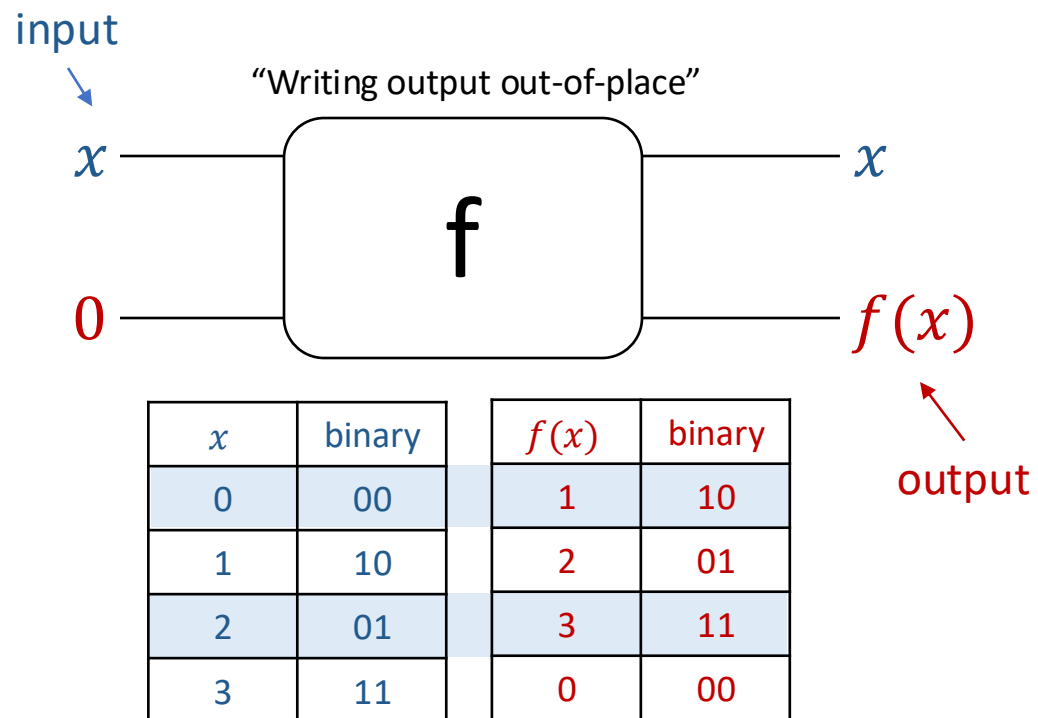 input
“Writing output out-of-place”
x
x
f
0
f(x)
output
x binary f(x) binary
0 00 1 10
1 10 2 01
2 01 3 11
3 11 0 00